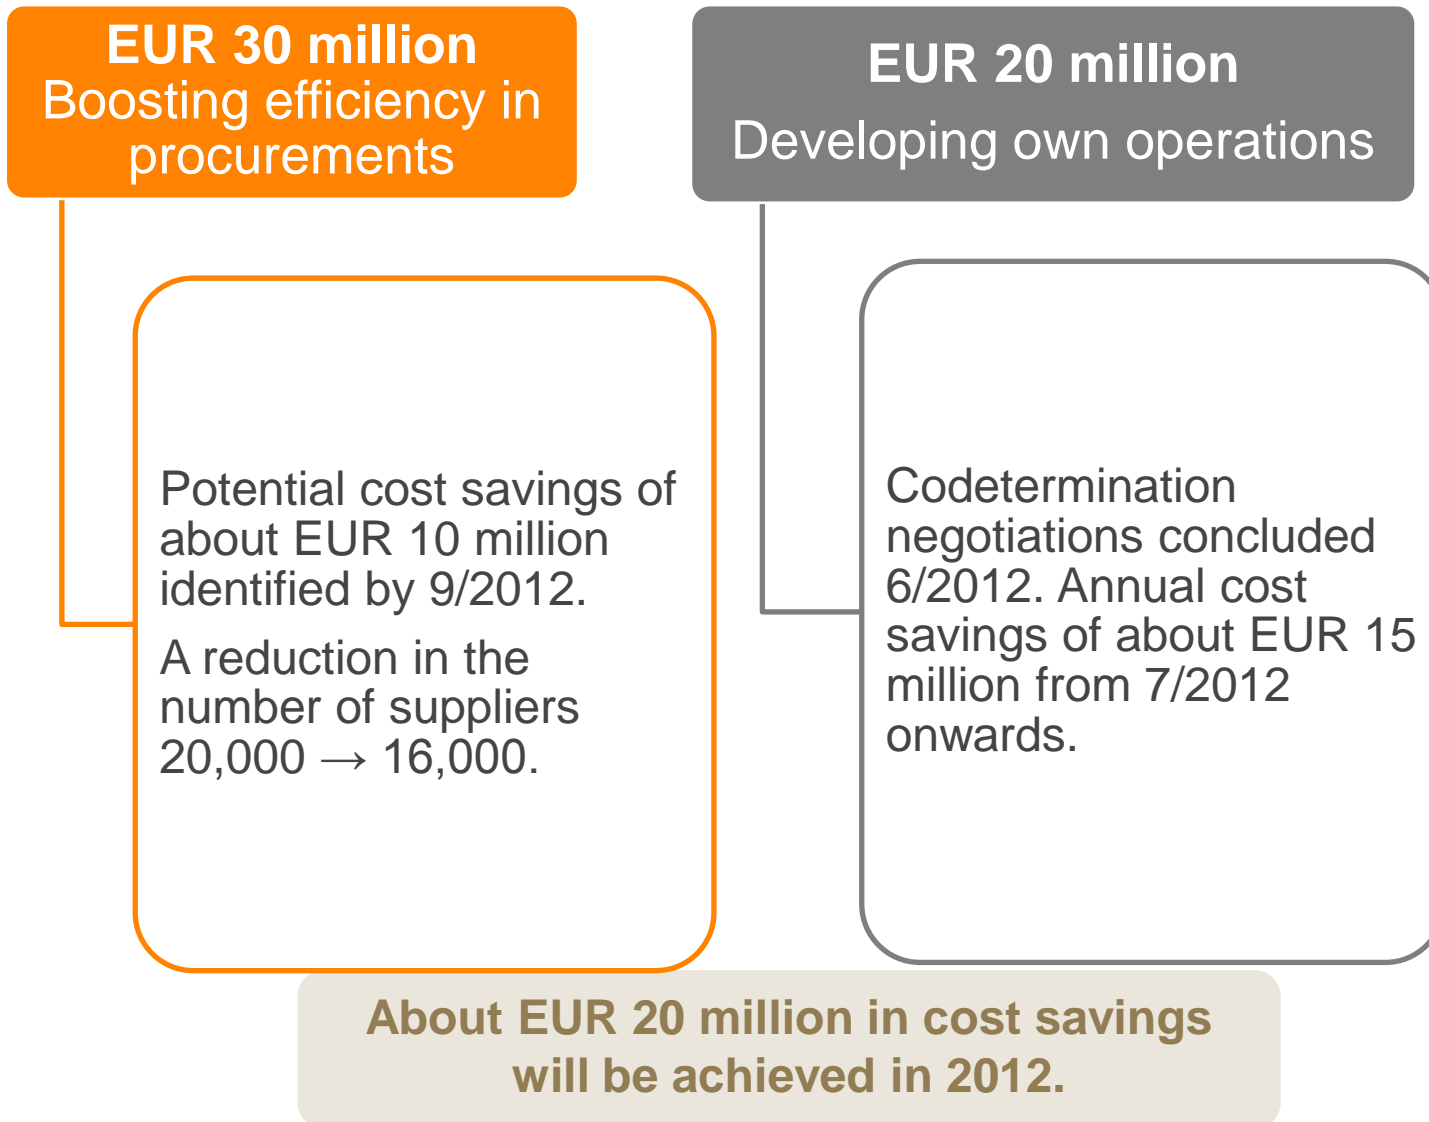 EUR 30 million
Boosting efficiency in
procurements
Potential cost savings of
about EUR 10 million
identified by 9/2012.
A reduction in the
number of suppliers
20,000 → 16,000.
EUR 20 million
Developing own operations
Codetermination
negotiations concluded
6/2012. Annual cost
savings of about EUR 15
million from 7/2012
onwards.
About EUR 20 million in cost savings
will be achieved in 2012.